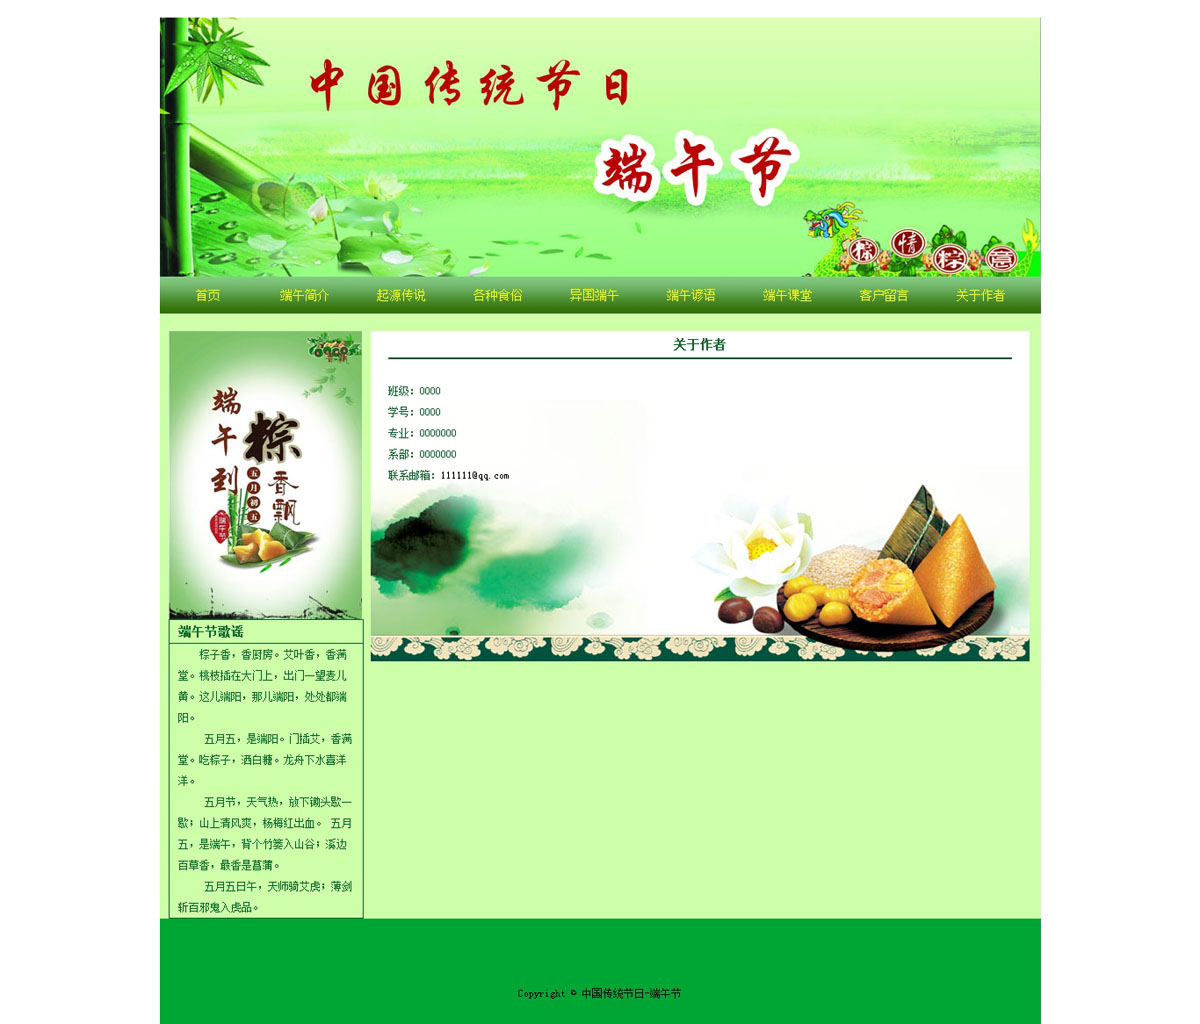 中国传统节日
端午节
粽情粽意
首页 端午简介 起源传说 各种食俗 异国端午 端午谚语 端午课堂 客户留言 关于作者
端午到
粽
香飘
五月初五
端午节
端午节歌谣
粽子香，香厨房。艾叶香，香满
堂。桃枝插在大门上，出门一望麦儿
黄。这儿端阳，那儿端阳，处处都端
阳。
五月五，是端阳。门插艾，香满
堂。吃粽子，洒白糖。龙舟下水喜洋
洋。
五月节，天气热，放下锄头歇一
歇；山上清风爽，杨梅红出血。 五月
五，是端午，背个竹篓入山谷；溪边
百草香，最香是菖蒲。
五月五日午，天师骑艾虎；薄剑
斩百邪鬼入虎品。
关于作者
班级：0000
学号：0000
专业：0000000
系部：0000000
联系邮箱：111111@qq.com
Copyright © 中国传统节日-端午节